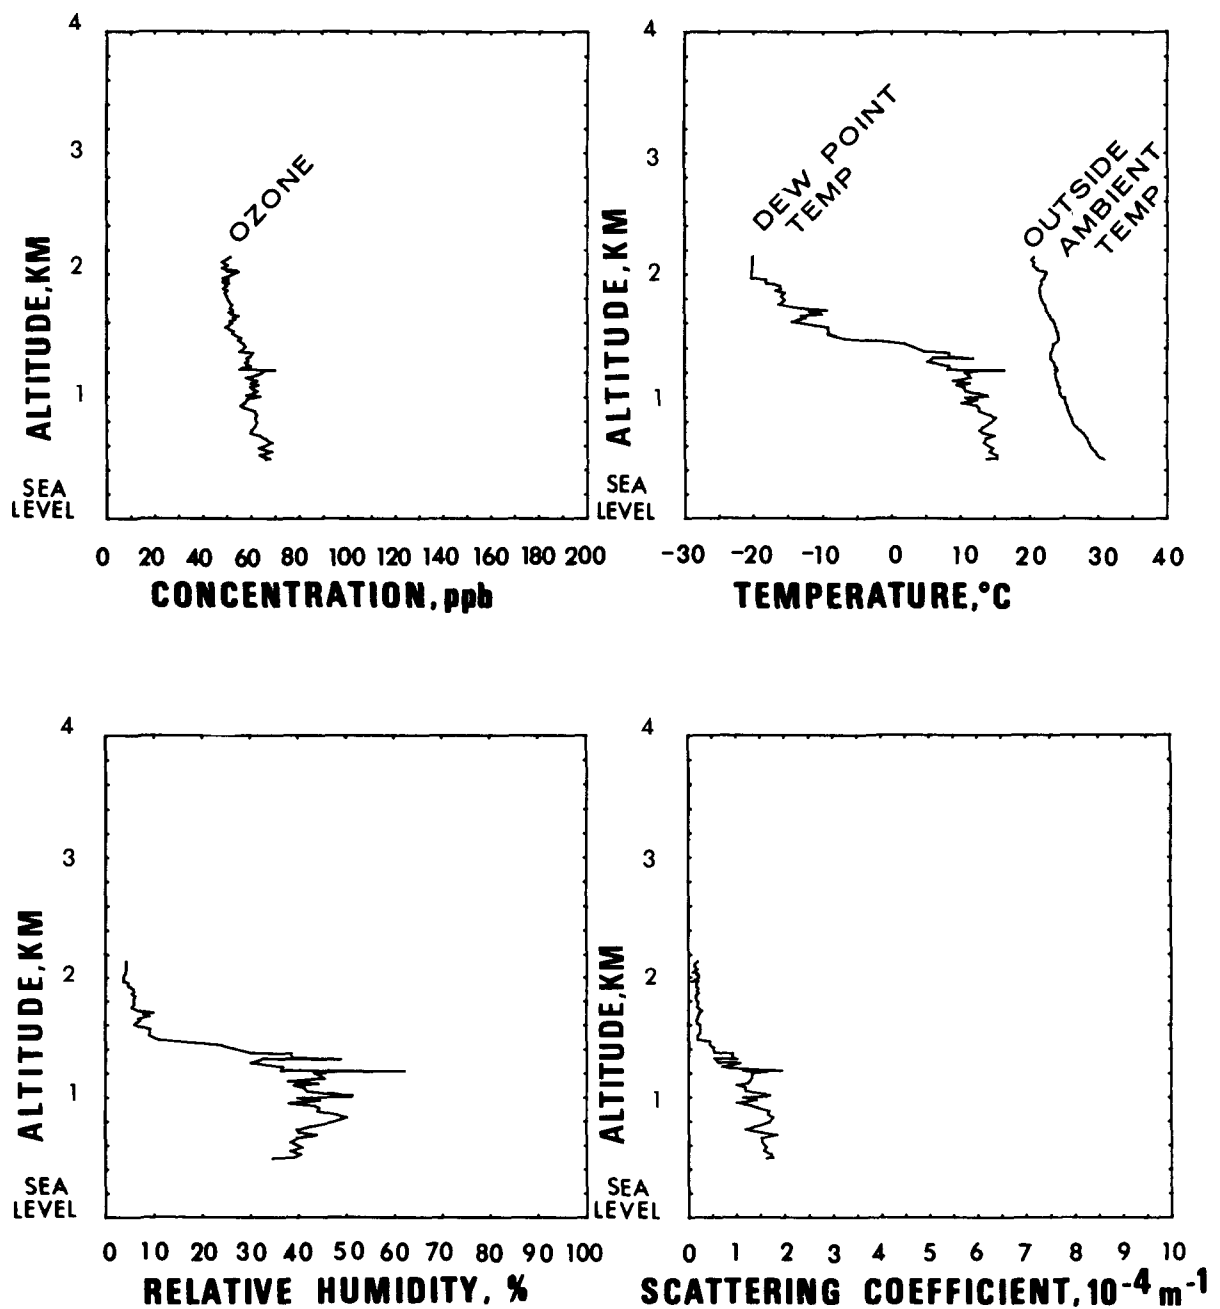 4
3
2
1
ALTITUDE, KM
SEA
LEVEL
OZONE
0 20 40 60 80 100 120 140 160 180 200
CONCENTRATION, ppb
4
3
2
1
ALTITUDE, KM
SEA
LEVEL
DEW POINT
TEMP
OUTSIDE
AMBIENT
TEMP
-30 -20 -10 0 10 20 30 40
TEMPERATURE, °C
4
3
2
1
ALTITUDE, KM
SEA
LEVEL
0 10 20 30 40 50 60 70 80 90 100
RELATIVE HUMIDITY, %
4
3
2
1
ALTITUDE, KM
SEA
LEVEL
0 1 2 3 4 5 6 7 8 9 10
SCATTERING COEFFICIENT, 10⁻⁴ m⁻¹